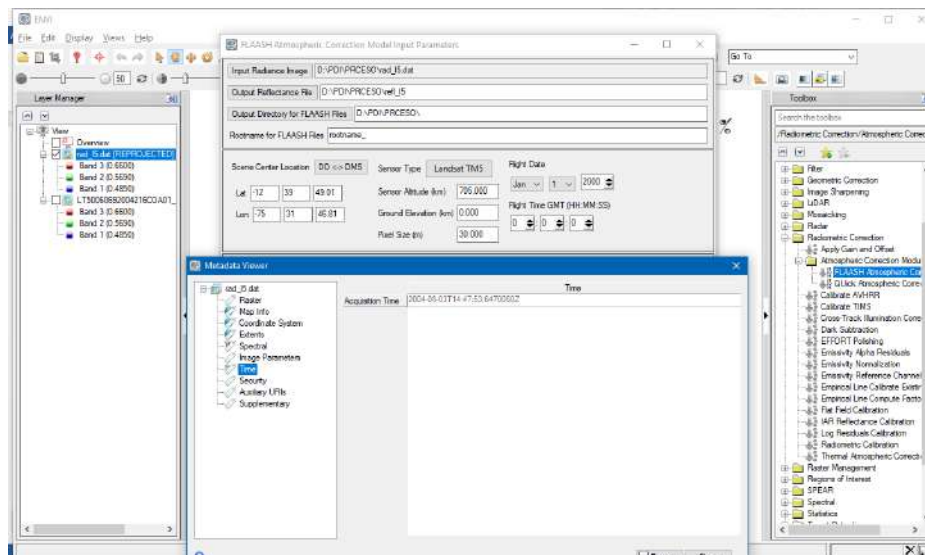 ENVI
File Edit Display Views Help
50
Go To
Layer Manager
View
Overview
rad_l5.dat (REPROJECTED)
Band 3 (0.6600)
Band 2 (0.5690)
Band 1 (0.4850)
Band 3 (0.6600)
Band 2 (0.5690)
Band 1 (0.4850)
FLAASH Atmospheric Correction Model Input Parameters
Input Radiance Image D:\PDI\PRCESO\rad_l5.dat
Output Reflectance File
Output Directory for FLAASH Files D:\PDI\PRCESO\
Rootname for FLAASH Files rootname_
Scene Center Location DD <-> DMS
Lat -12 39 49.01
Lon -75 31 46.81
Sensor Type Landsat TM5
Sensor Altitude (km) 705.000
Ground Elevation (km) 0.000
Pixel Size (m) 30.000
Flight Date
Jan 1 2000
Flight Time GMT (HH:MM:SS)
0 0 0
Metadata Viewer
rad_l5.dat
Raster
Map Info
Coordinate System
Extents
Spectral
Image Parameters
Time
Security
Auxiliary URIs
Supplementary
Time
Acquisition Time
Toolbox
Search the toolbox
/Radiometric Correction/Atmospheric Correc
Filter
Geometric Correction
Image Sharpening
LiDAR
Mosaicking
Radar
Radiometric Correction
Apply Gain and Offset
Atmospheric Correction Modu
FLAASH Atmospheric Co
QUick Atmospheric Corre
Calibrate AVHRR
Calibrate TIMS
Cross-Track Illumination Corre
Dark Subtraction
EFFORT Polishing
Emissivity Alpha Residuals
Emissivity Normalization
Emissivity Reference Channel
Empirical Line Calibrate Existin
Empirical Line Compute Facto
Flat Field Calibration
IAR Reflectance Calibration
Log Residuals Calibration
Radiometric Calibration
Thermal Atmospheric Correcti
Raster Management
Regions of Interest
SPEAR
Spectral
Statistics